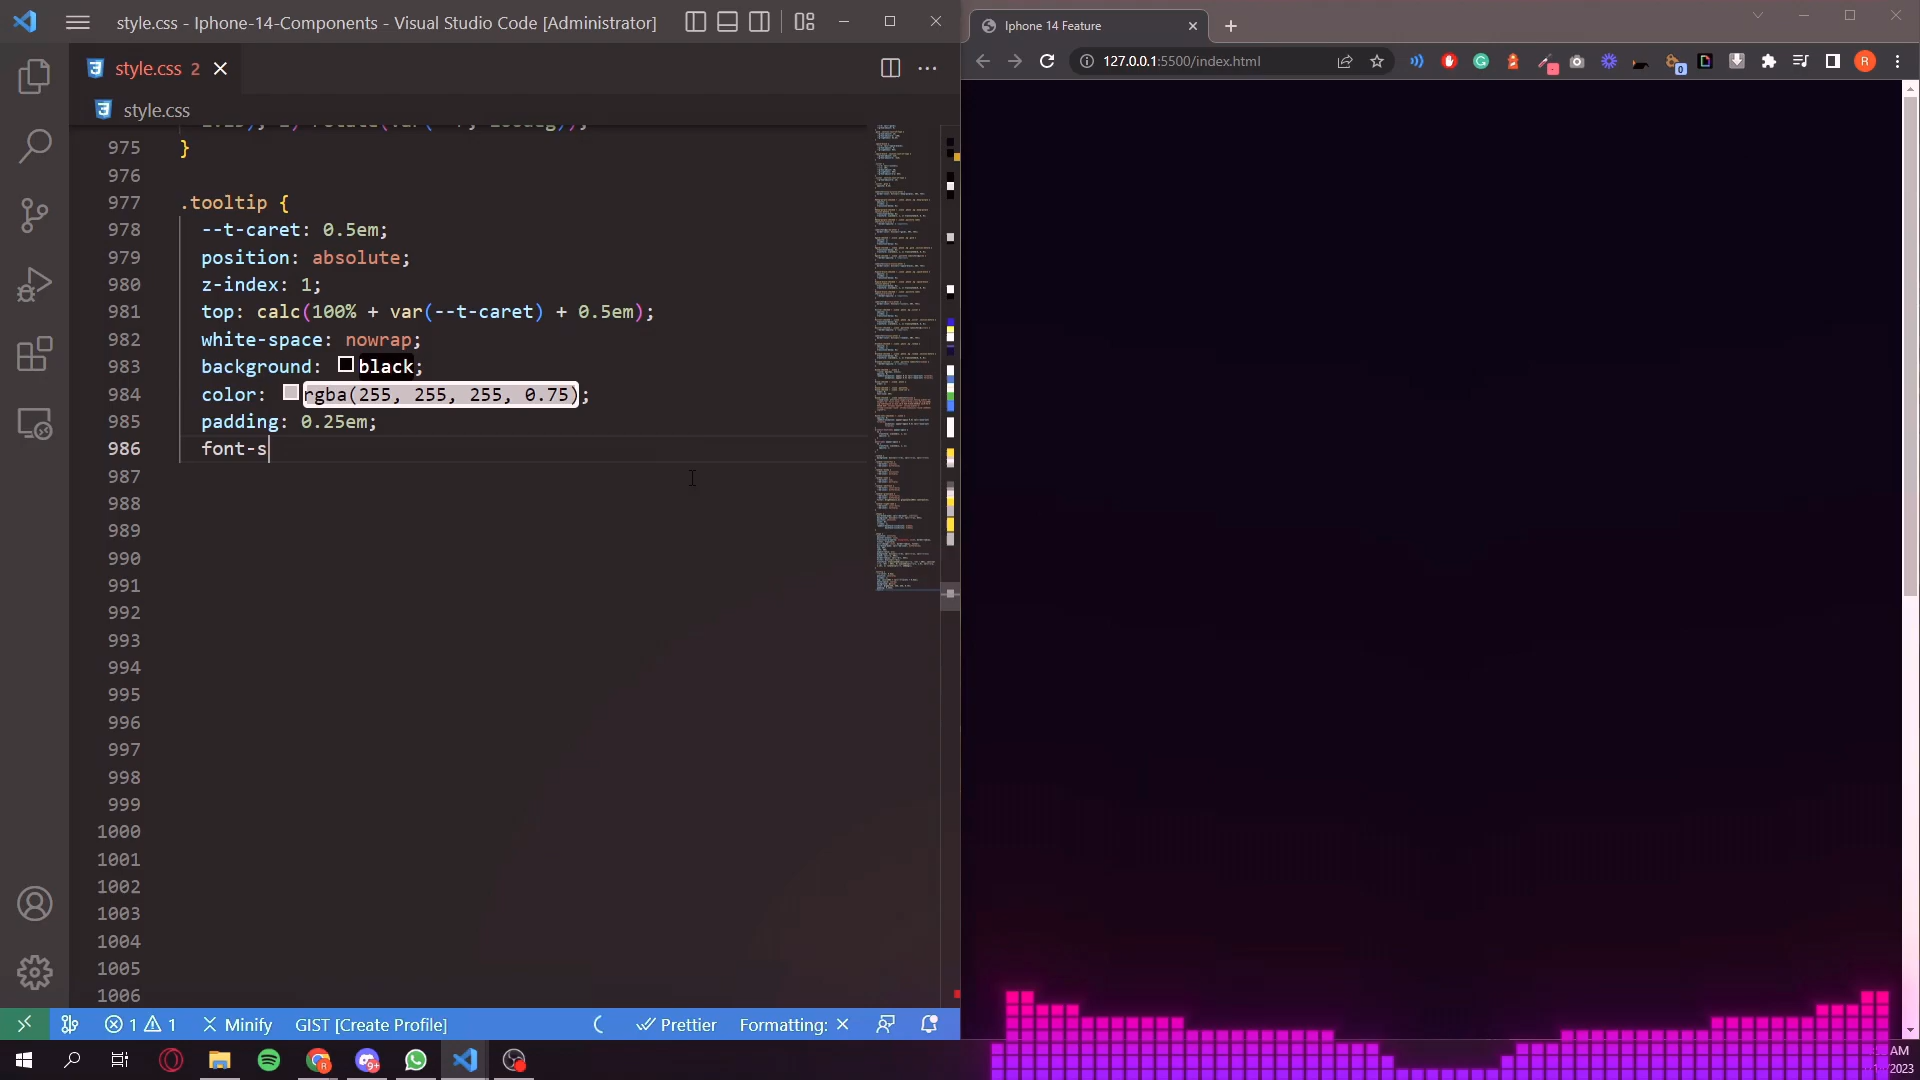 style.css - Iphone-14-Components - Visual Studio Code [Administrator]
Iphone 14 Feature
style.css 2
127.0.0.1:5500/index.html
style.css
975 }
976
977 .tooltip {
978 --t-caret: 0.5em;
979 position: absolute;
980 z-index: 1;
981 top: calc(100% + var(--t-caret) + 0.5em);
982 white-space: nowrap;
983 background: black;
984 color: rgba(255, 255, 255, 0.75);
985 padding: 0.25em;
986 font-s
987
988
989
990
991
992
993
994
995
996
997
998
999
1000
1001
1002
1003
1004
1005
1006
1 1 Minify GIST [Create Profile] Prettier Formatting:
AM
2023